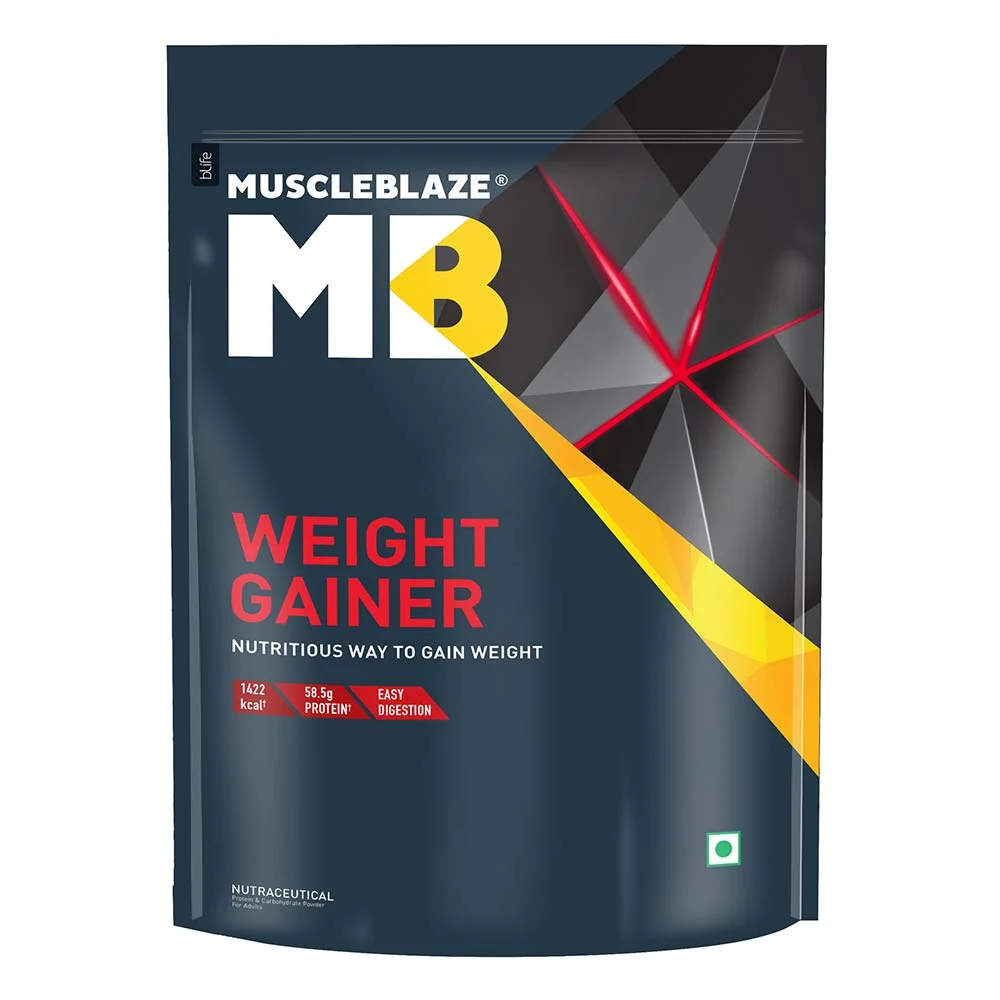 bLife
MUSCLEBLAZE®
MB
WEIGHT
GAINER
NUTRITIOUS WAY TO GAIN WEIGHT
1422
kcal†
58.5g
PROTEIN†
EASY
DIGESTION
NUTRACEUTICAL
Protein & Carbohydrate Powder
For Adults